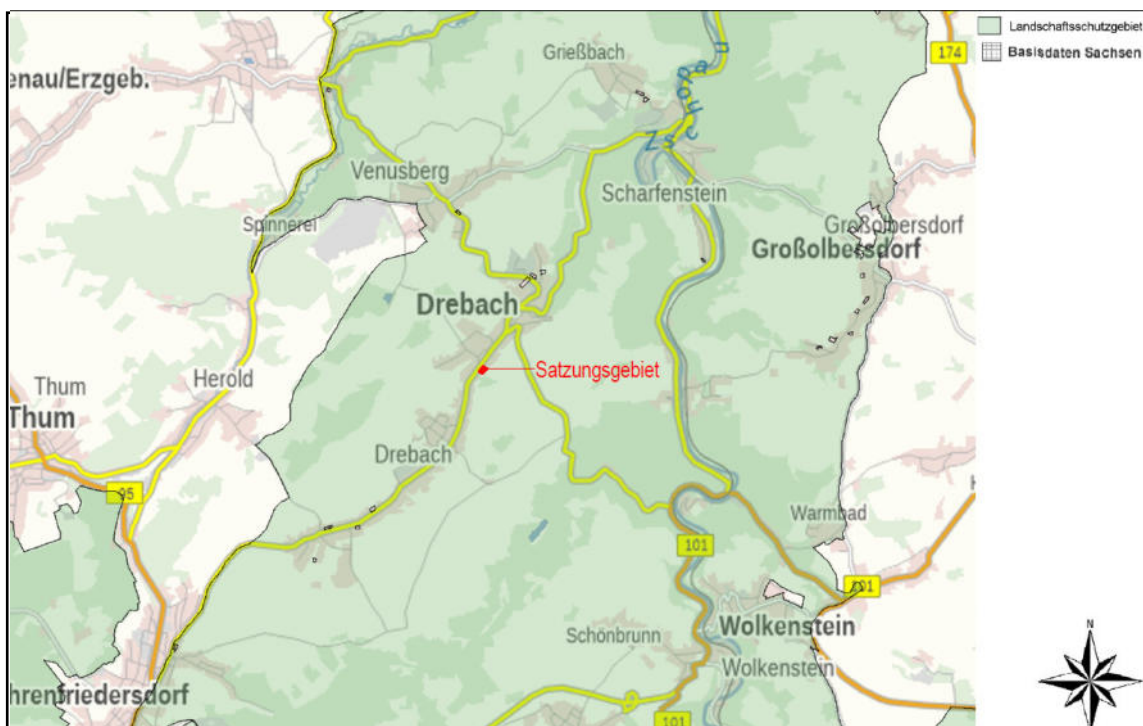 Landschaftsschutzgebiet
Basisdaten Sachsen
174
enau/Erzgeb.
Grießbach
Zschopau
Venusberg
Scharfenstein
Spinnerei
Großolbersdorf
Großolbersdorf
Drebach
Satzungsgebiet
Thum
Herold
Thum
Drebach
95
Warmbad
H
101
101
Schönbrunn
Wolkenstein
Wolkenstein
hrenfriedersdorf
101
N